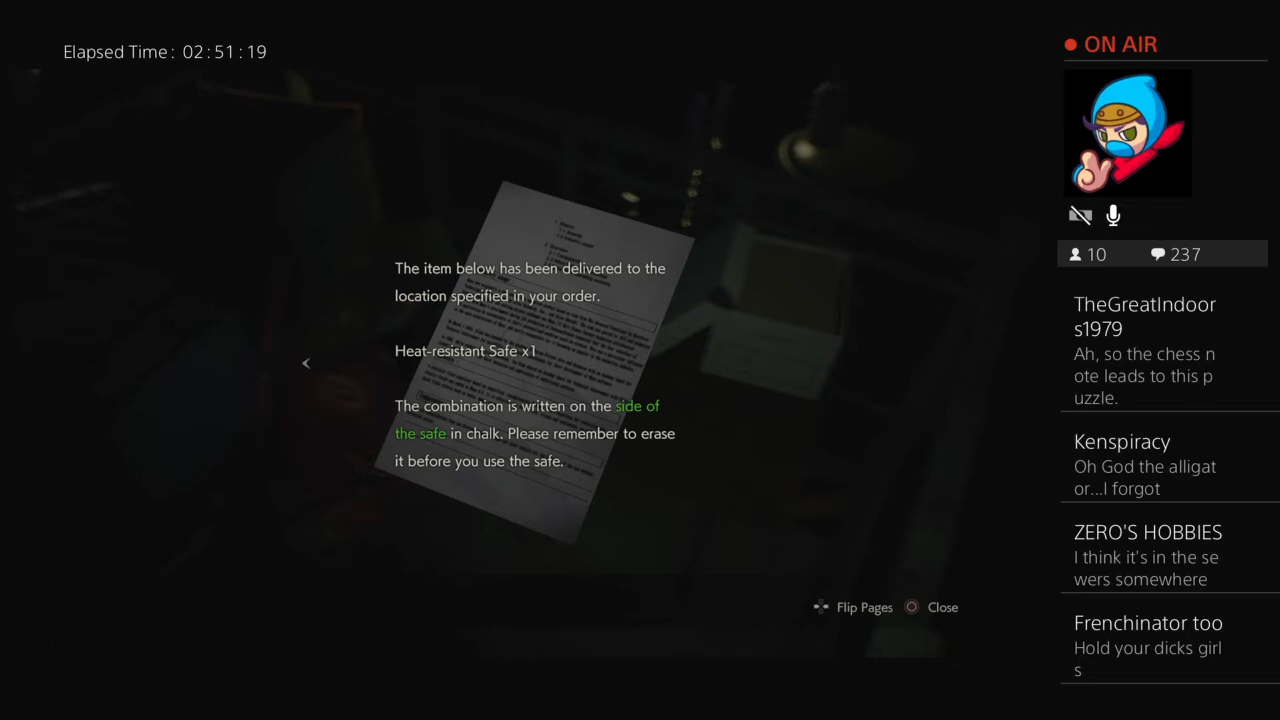 Elapsed Time: 02:51:19
The item below has been delivered to the
location specified in your order.
Heat-resistant Safe x1
The combination is written on the side of
the safe in chalk. Please remember to erase
it before you use the safe.
Flip Pages
Close
ON AIR
10
237
TheGreatIndoor
s1979
Ah, so the chess n
ote leads to this p
uzzle.
Kenspiracy
Oh God the alligat
or...I forgot
ZERO'S HOBBIES
I think it's in the se
wers somewhere
Frenchinator too
Hold your dicks girl
s